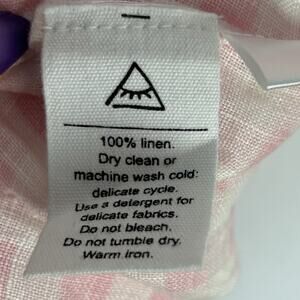 100% linen.
Dry clean or
machine wash cold:
delicate cycle.
Use a detergent for
delicate fabrics.
Do not bleach.
Do not tumble dry.
Warm iron.